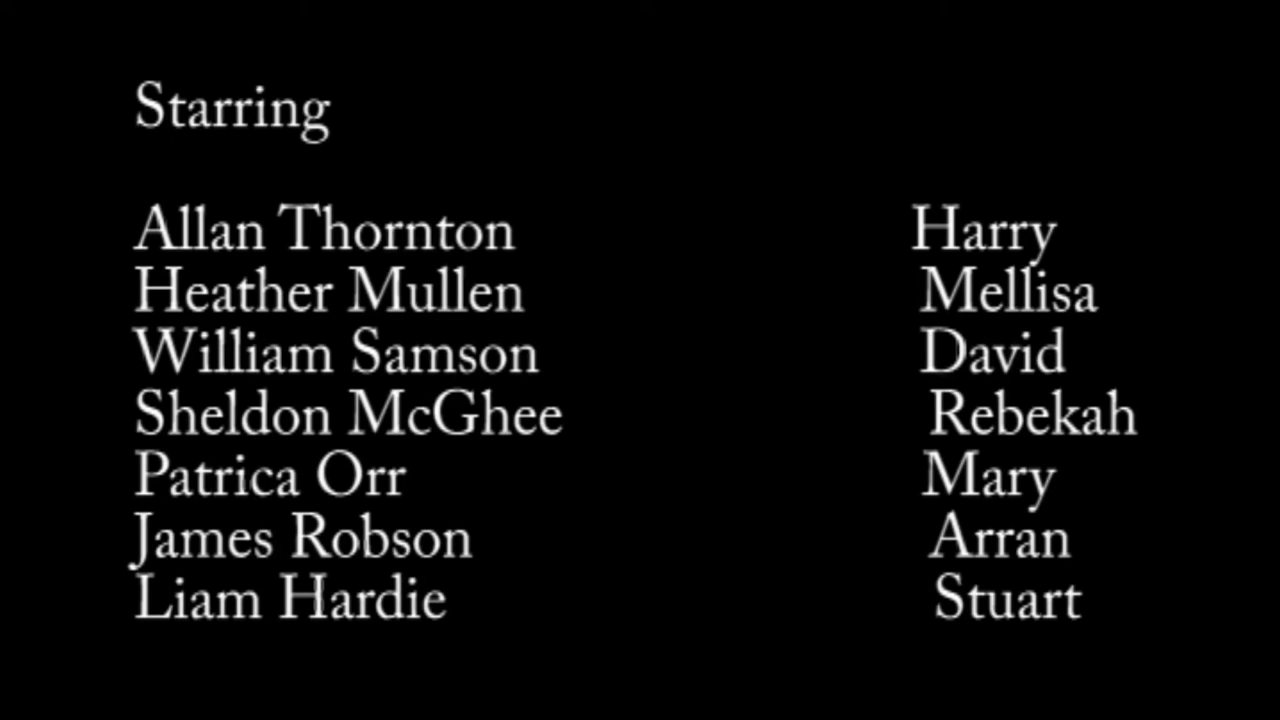 Starring
Allan Thornton Harry
Heather Mullen Mellisa
William Samson David
Sheldon McGhee Rebekah
Patrica Orr Mary
James Robson Arran
Liam Hardie Stuart